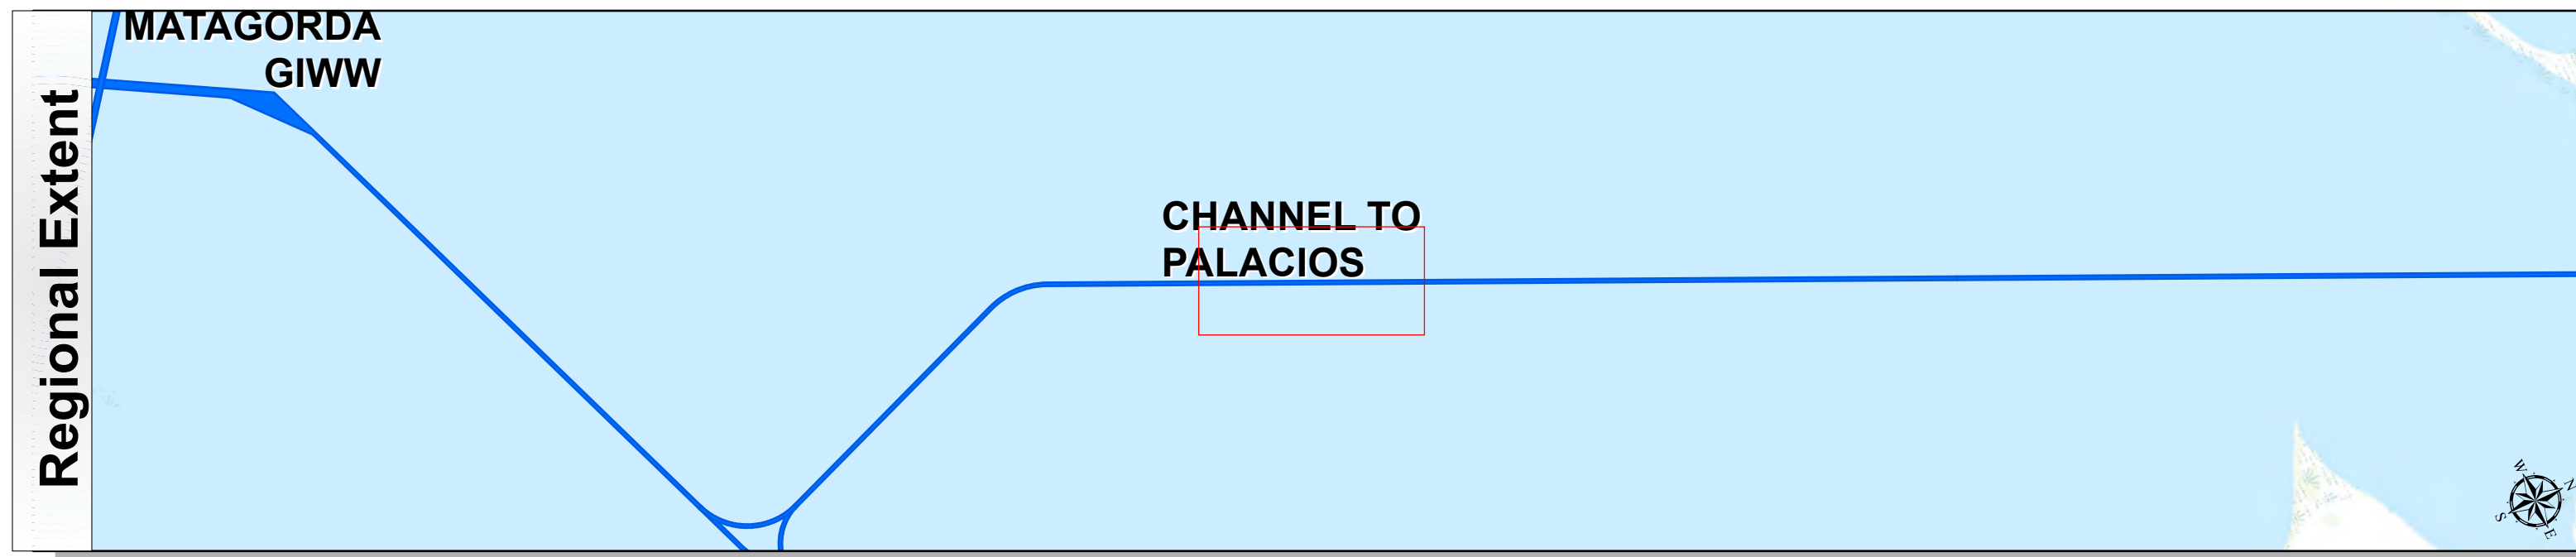 Regional Extent
MATAGORDA
GIWW
CHANNEL TO
PALACIOS
W
N
S
E